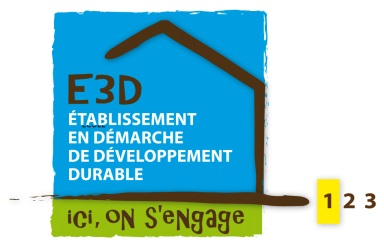 E3D
ÉTABLISSEMENT
EN DÉMARCHE
DE DÉVELOPPEMENT
DURABLE
1 2 3
ici, ON S'eNgage